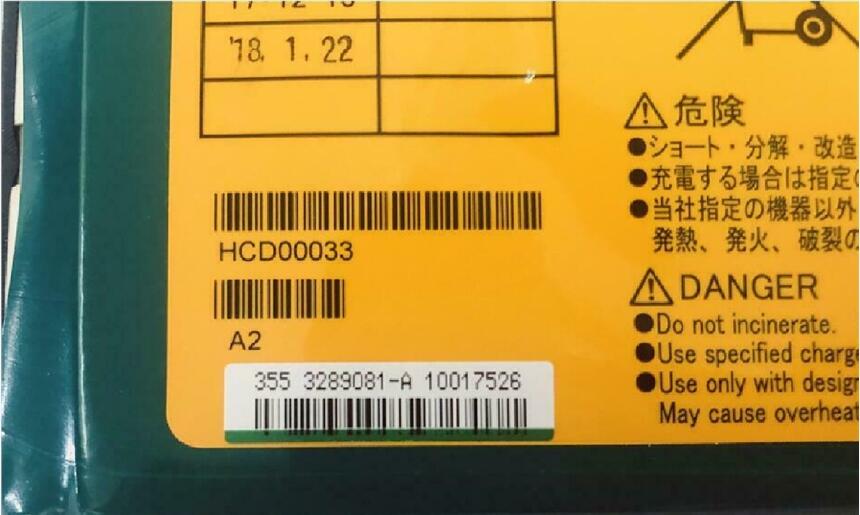 '18. 1. 22
HCD00033
A2
355 3289081-A 10017526
⚠危険
●ショート・分解・改造
●充電する場合は指定の
●当社指定の機器以外
発熱、発火、破裂の
⚠DANGER
●Do not incinerate.
●Use specified charge
●Use only with design
May cause overheat